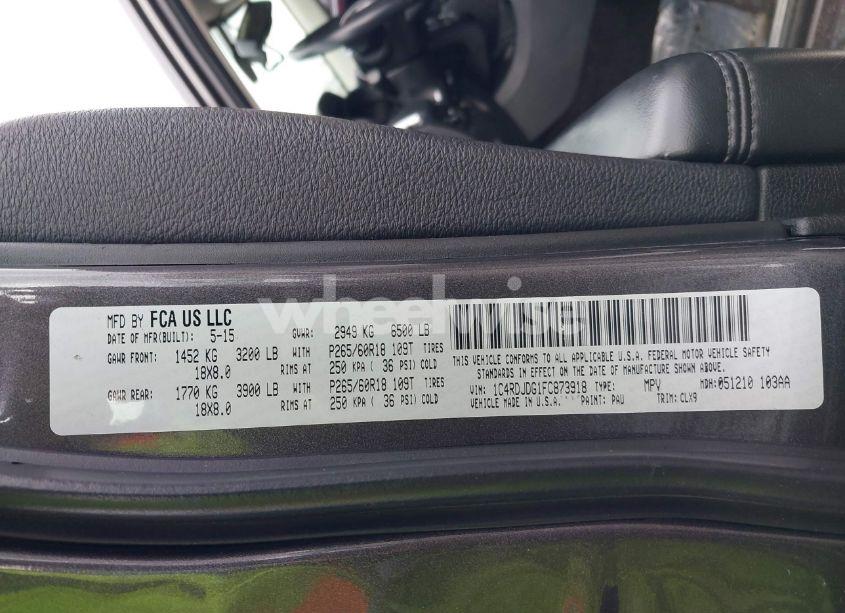 wheelwise
MFD BY FCA US LLC
DATE OF MFR(BUILT): 5-15 GVWR: 2949 KG 6500 LB
GAWR FRONT: 1452 KG 3200 LB WITH P265/60R18 109T TIRES
18X8.0 RIMS AT 250 KPA ( 36 PSI) COLD
GAWR REAR: 1770 KG 3900 LB WITH P265/60R18 109T TIRES
18X8.0 RIMS AT 250 KPA ( 36 PSI) COLD
THIS VEHICLE CONFORMS TO ALL APPLICABLE U.S.A. FEDERAL MOTOR VEHICLE SAFETY
STANDARDS IN EFFECT ON THE DATE OF MANUFACTURE SHOWN ABOVE.
VIN: 1C4RDJDG1FC873918 TYPE: MPV MDH: 051210 103AA
VEHICLE MADE IN U.S.A. PAINT: PAU TRIM: CLX9